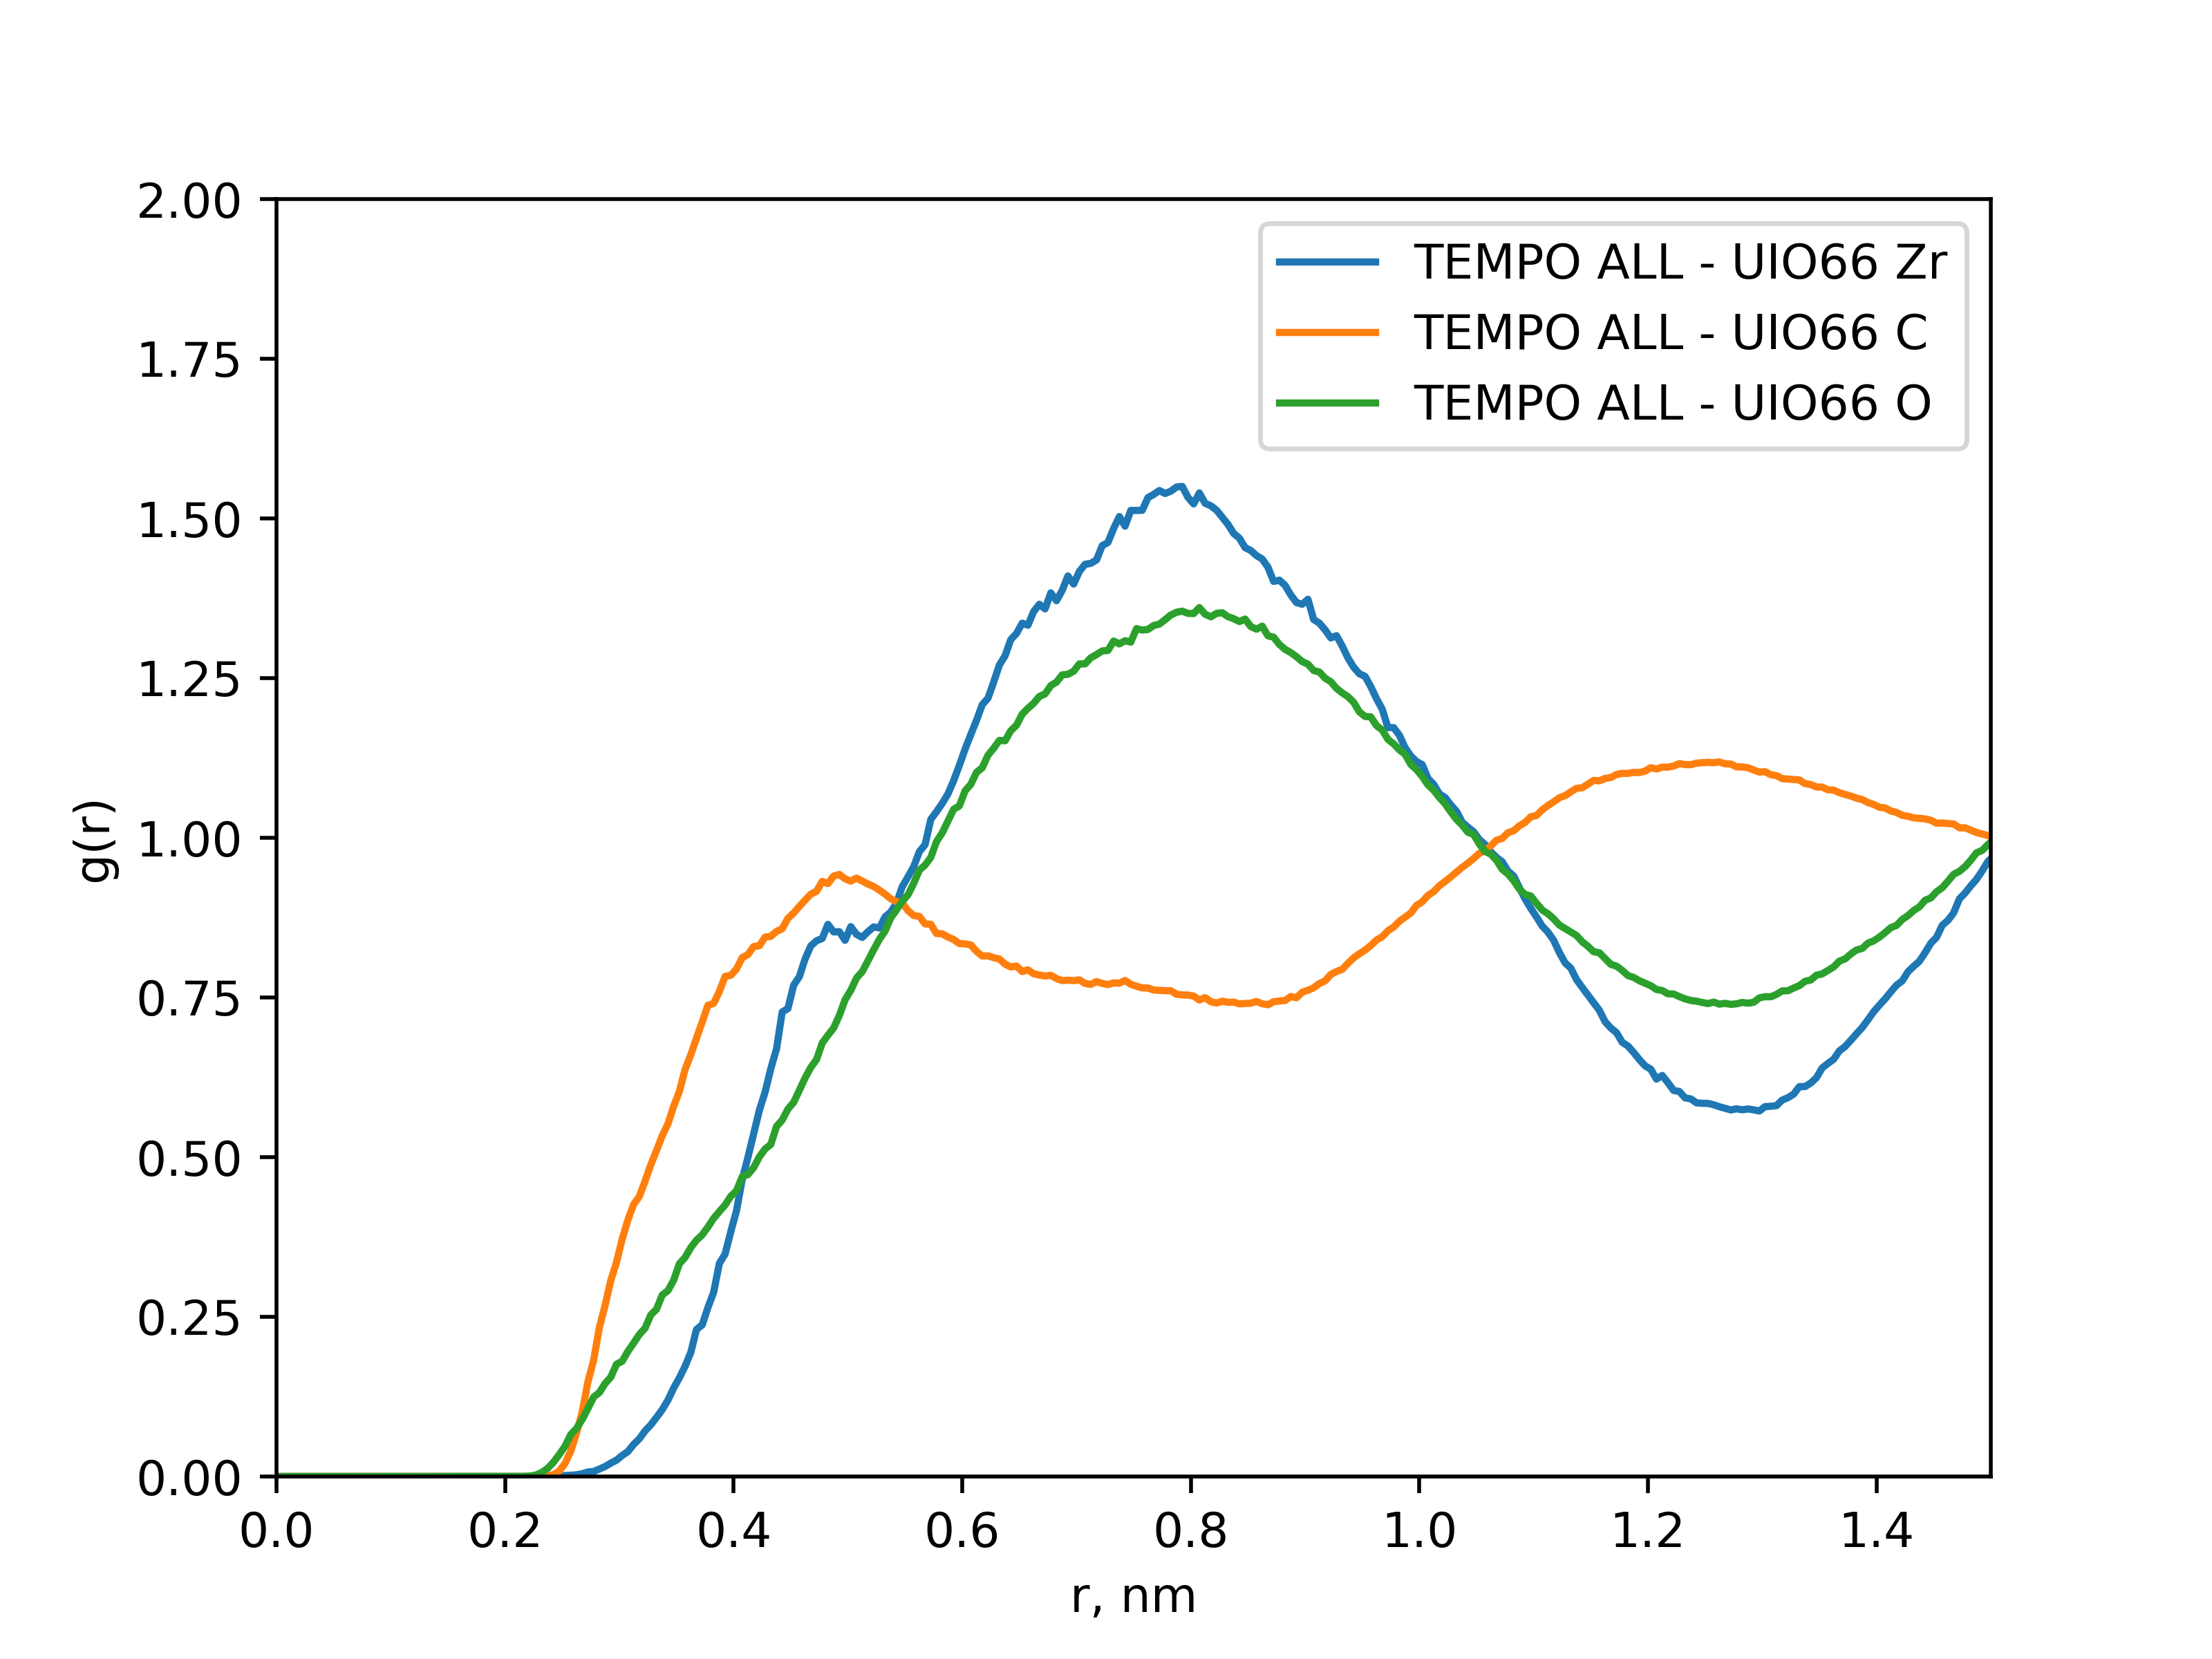 2.00
1.75
1.50
1.25
1.00
0.75
0.50
0.25
0.00
g(r)
TEMPO ALL - UIO66 Zr
TEMPO ALL - UIO66 C
TEMPO ALL - UIO66 O
0.0 0.2 0.4 0.6 0.8 1.0 1.2 1.4
r, nm